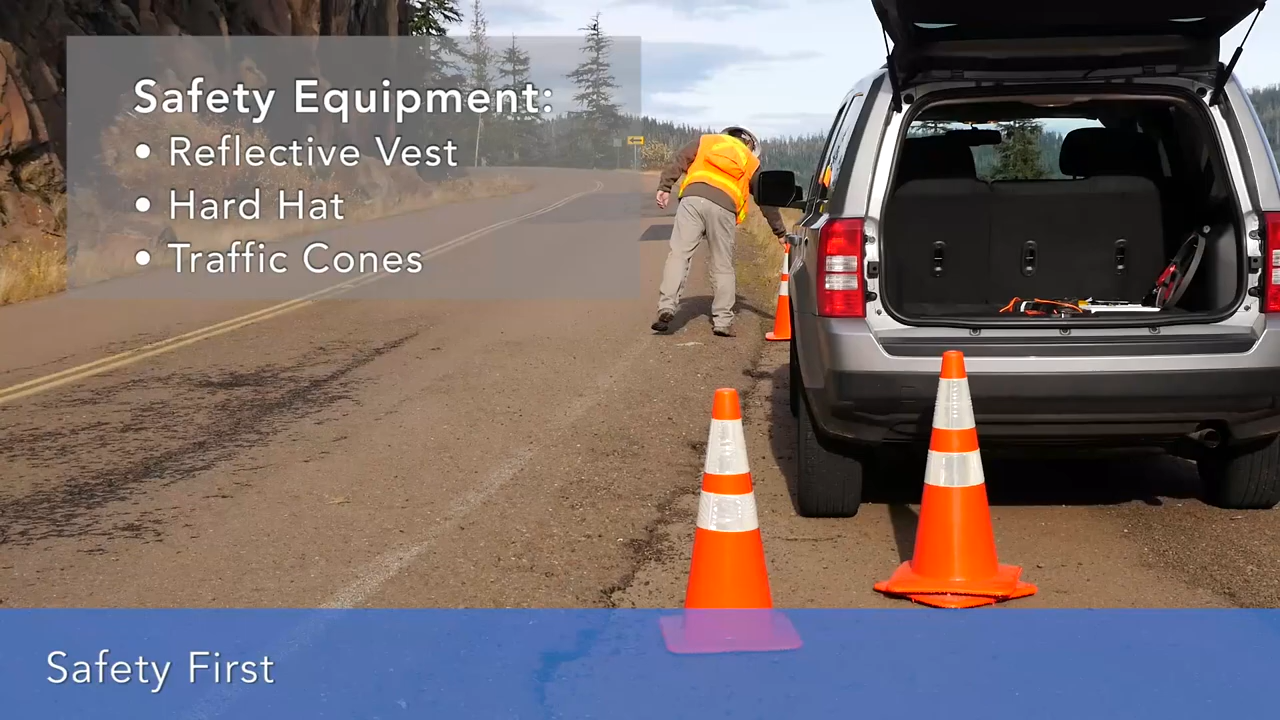 Safety Equipment:
• Reflective Vest
• Hard Hat
• Traffic Cones
Safety First